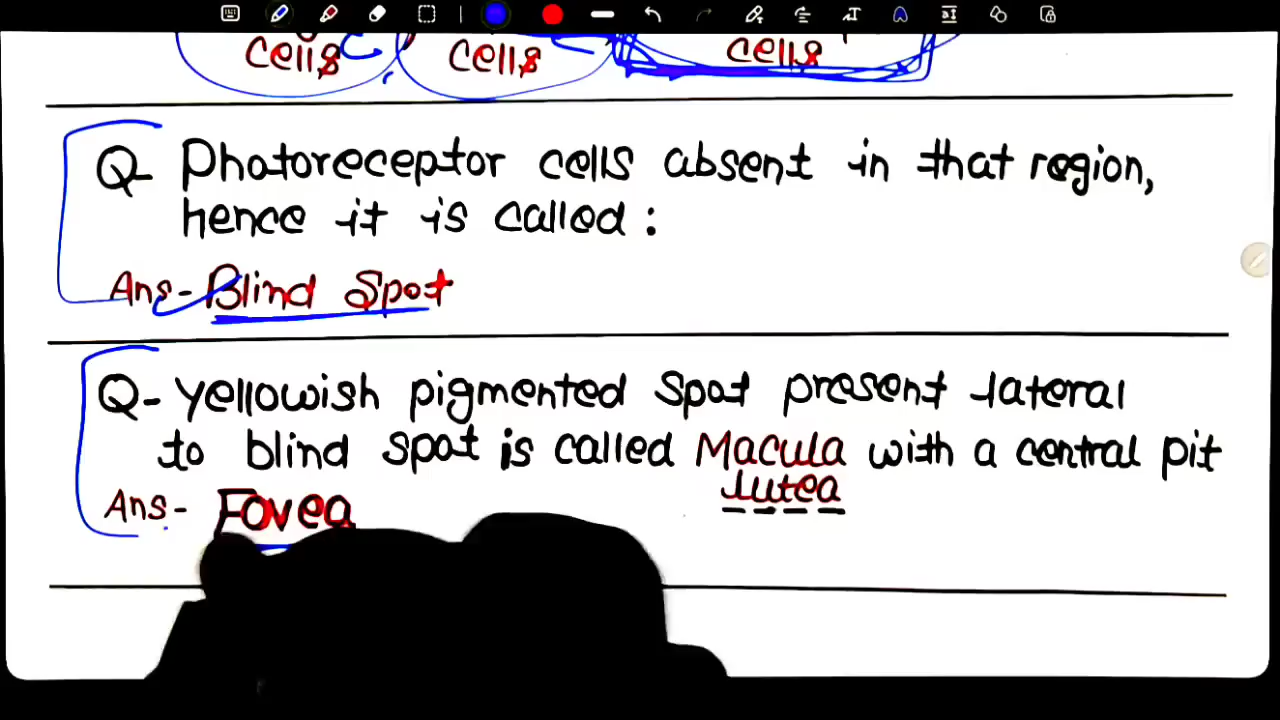 cells cells cells
Q- Photoreceptor cells absent in that region,
hence it is called :
Ans- Blind Spot
Q- Yellowish pigmented spot present lateral
to blind spot is called Macula with a central pit
lutea
Ans- Fovea